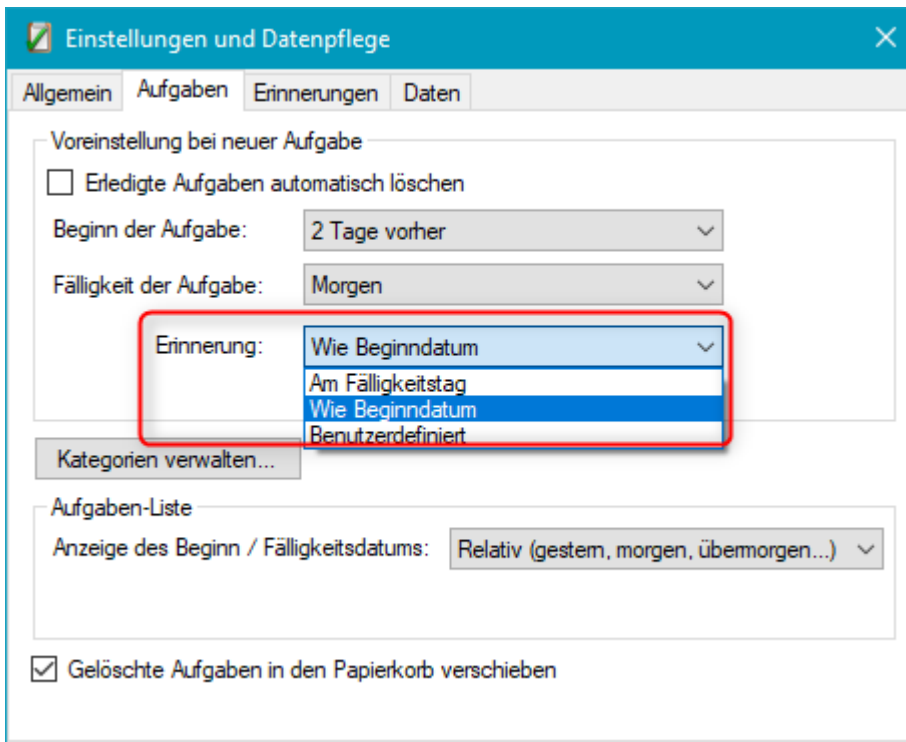 Einstellungen und Datenpflege
Allgemein Aufgaben Erinnerungen Daten
Voreinstellung bei neuer Aufgabe
Erledigte Aufgaben automatisch löschen
Beginn der Aufgabe: 2 Tage vorher
Fälligkeit der Aufgabe: Morgen
Erinnerung: Wie Beginndatum
Am Fälligkeitstag
Wie Beginndatum
Benutzerdefiniert
Kategorien verwalten...
Aufgaben-Liste
Anzeige des Beginn / Fälligkeitsdatums: Relativ (gestern, morgen, übermorgen...)
Gelöschte Aufgaben in den Papierkorb verschieben